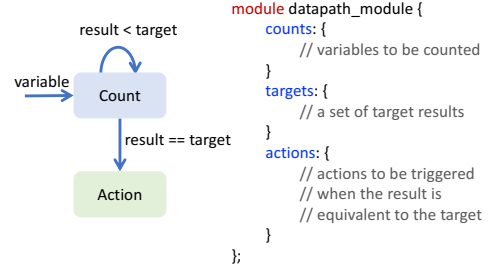 result < target
variable
Count
result == target
Action
module datapath_module {
counts: {
// variables to be counted
}
targets: {
// a set of target results
}
actions: {
// actions to be triggered
// when the result is
// equivalent to the target
}
};